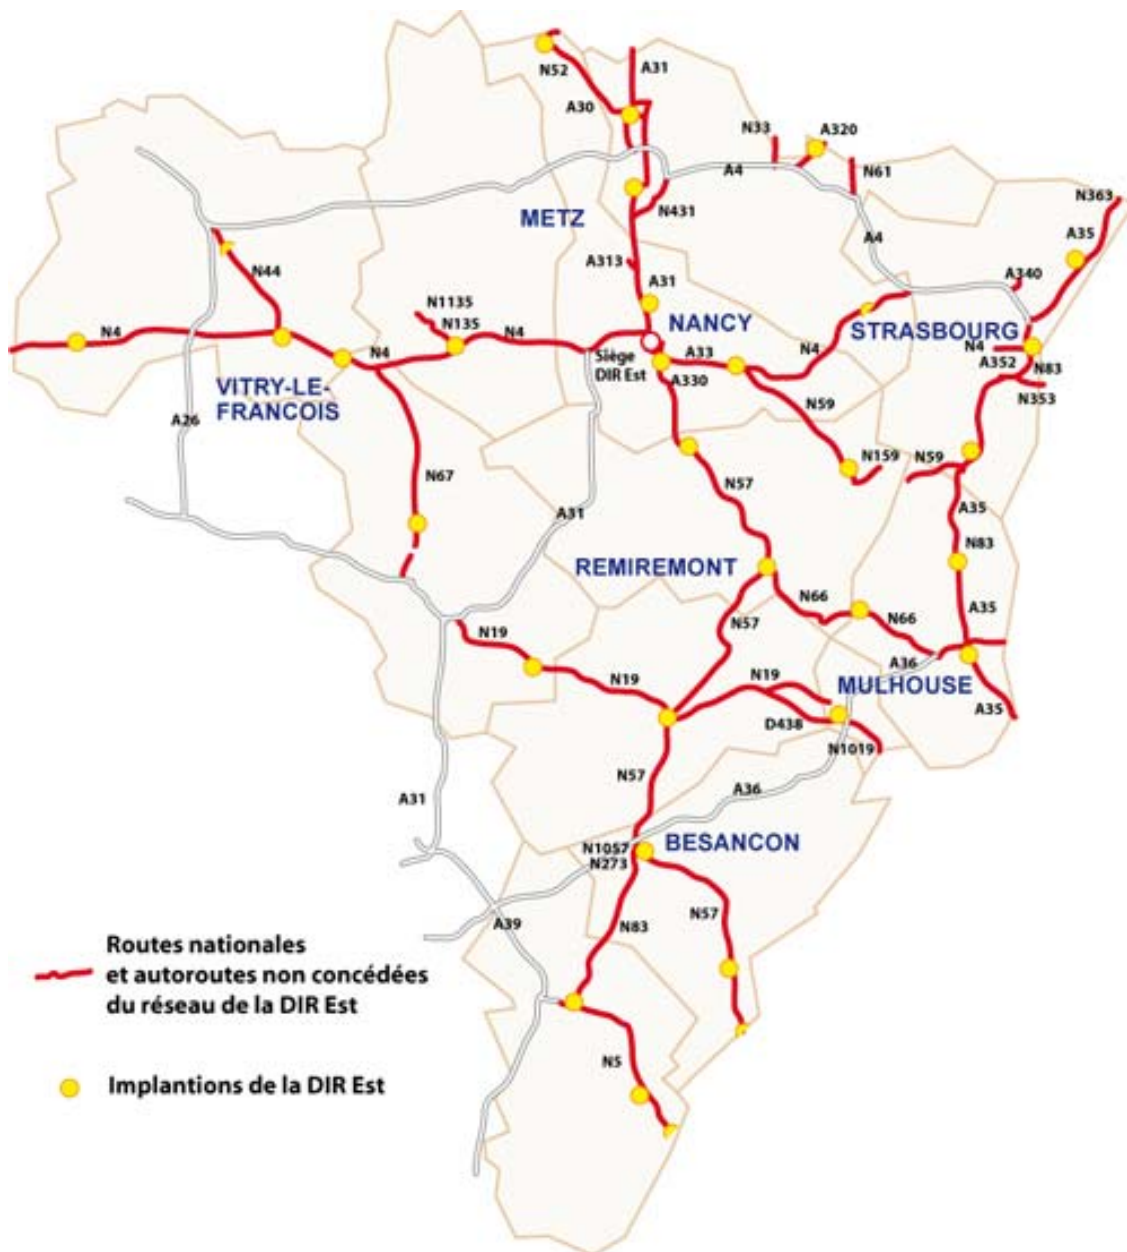 N52
A31
A30
N33
A320
A4
N61
N363
METZ
N431
A4
A35
A313
A340
N44
N1135
A31
N135
NANCY
STRASBOURG
N4
N4
N4
Siège
DIR Est
A33
N4
N4
A352
N83
VITRY-LE-
FRANCOIS
A330
N353
A26
N59
N67
N57
N159
N59
A31
A35
N83
REMIREMONT
N66
N57
N66
A35
N19
A36
N19
N19
MULHOUSE
D438
A35
N1019
N57
A31
A36
N1057
N273
BESANCON
A39
N83
N57
Routes nationales
et autoroutes non concédées
du réseau de la DIR Est
N5
Implantions de la DIR Est